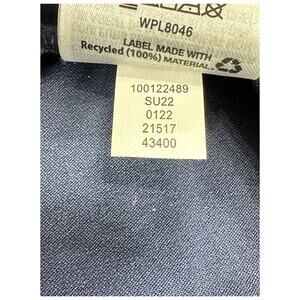 WPL8046
LABEL MADE WITH
Recycled (100%) MATERIAL.
100122489
SU22
0122
21517
43400